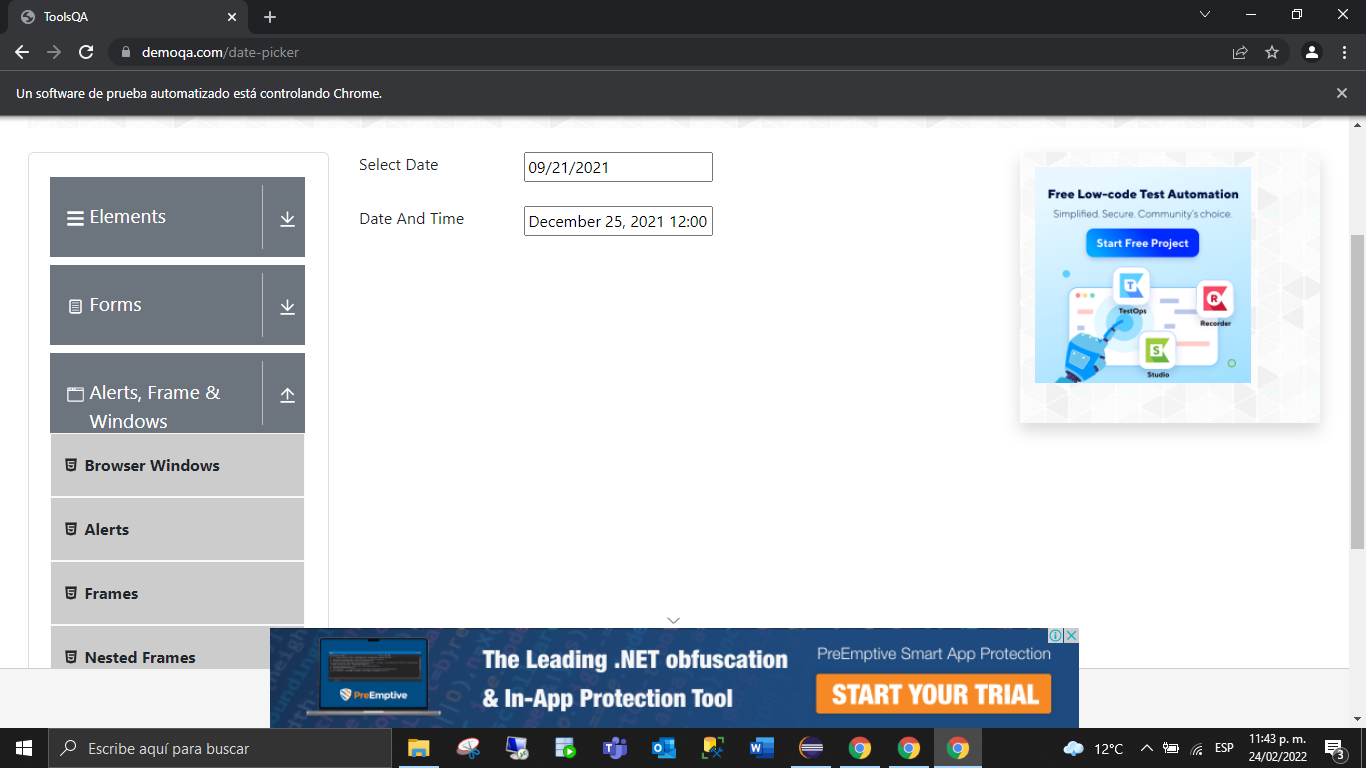 ToolsQA
demoqa.com/date-picker
Un software de prueba automatizado está controlando Chrome.
Elements
Forms
Alerts, Frame &
Windows
Browser Windows
Alerts
Frames
Nested Frames
Select Date
09/21/2021
Date And Time
December 25, 2021 12:00
Free Low-code Test Automation
Simplified. Secure. Community's choice.
Start Free Project
TestOps
Recorder
Studio
PreEmptive
The Leading .NET obfuscation
& In-App Protection Tool
PreEmptive Smart App Protection
START YOUR TRIAL
Escribe aquí para buscar
12°C
ESP
11:43 p. m.
24/02/2022
3